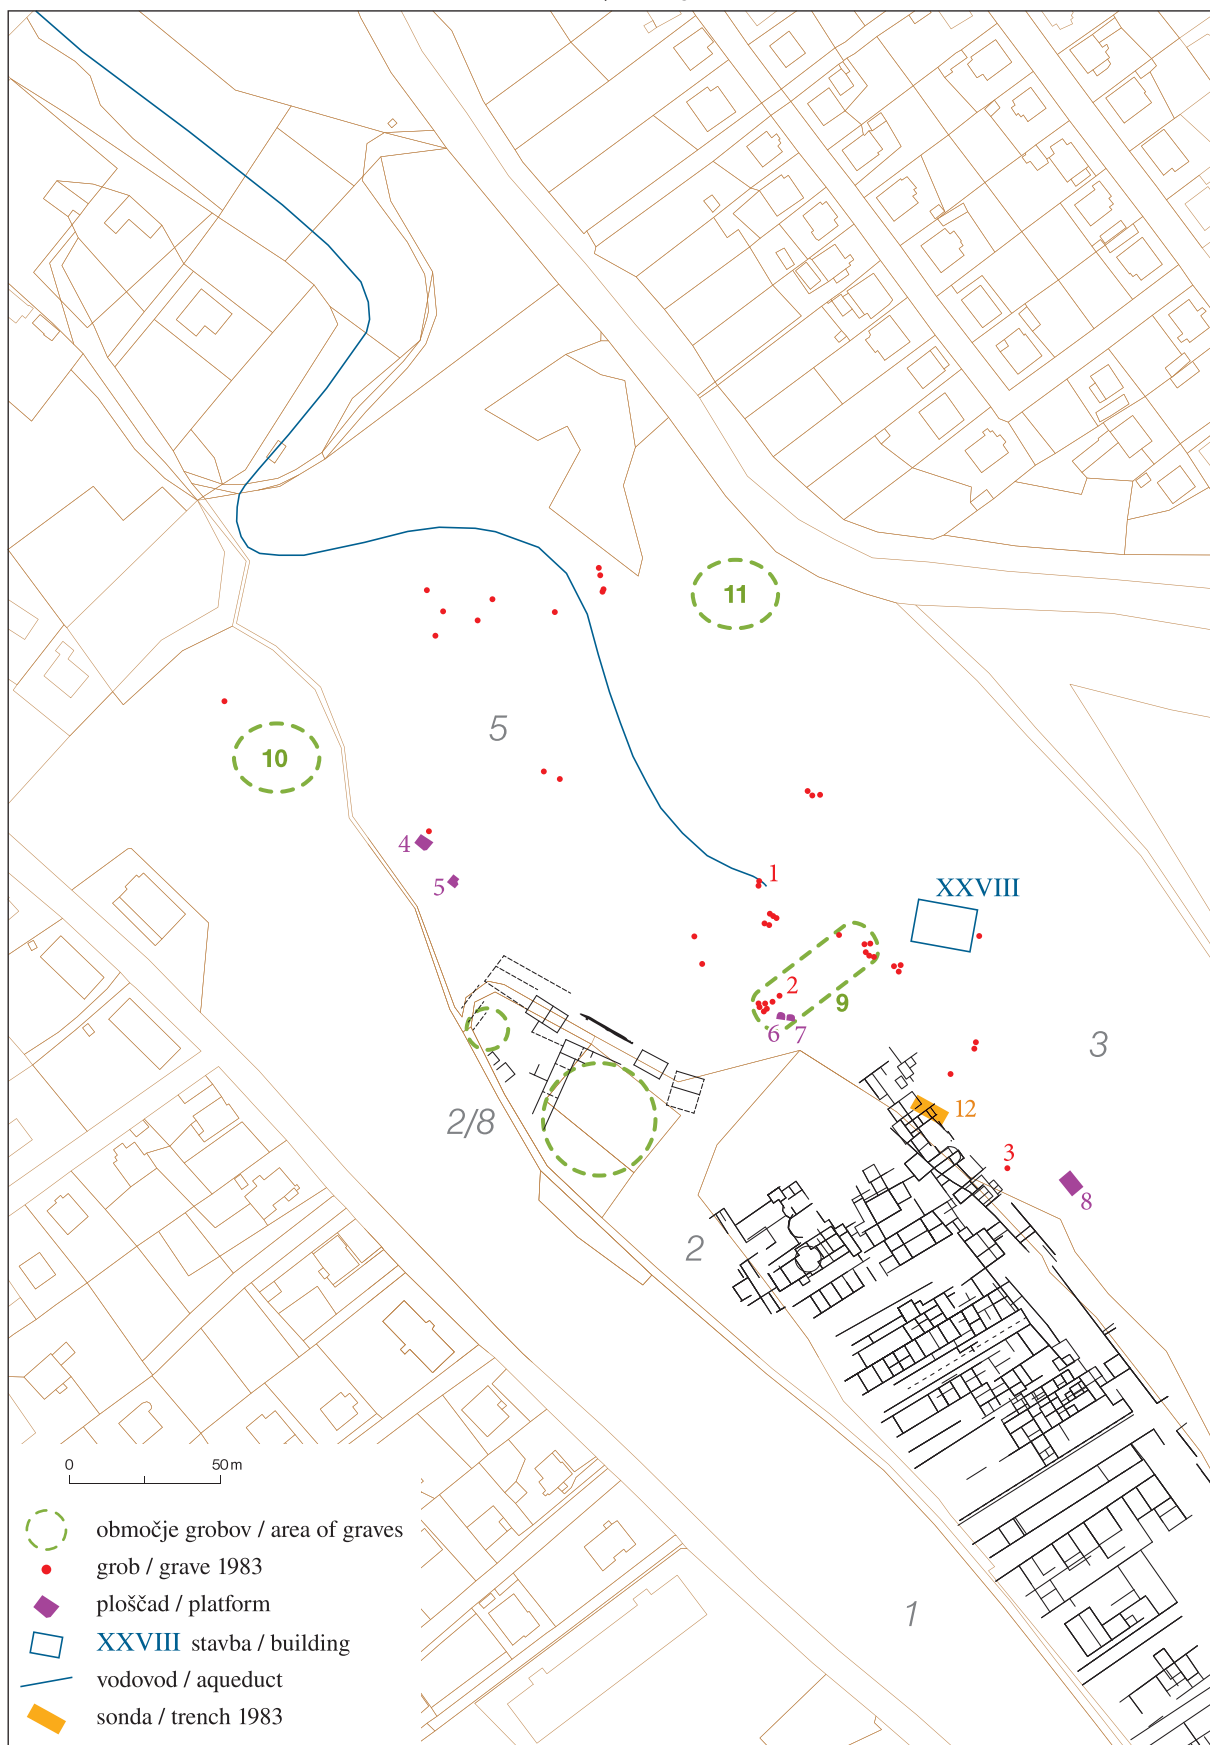 11
5
10
4
5
1
XXVIII
2
9
6
7
3
12
2/8
3
8
2
1
0 50 m
območje grobov / area of graves
grob / grave 1983
ploščad / platform
XXVIII stavba / building
vodovod / aqueduct
sonda / trench 1983